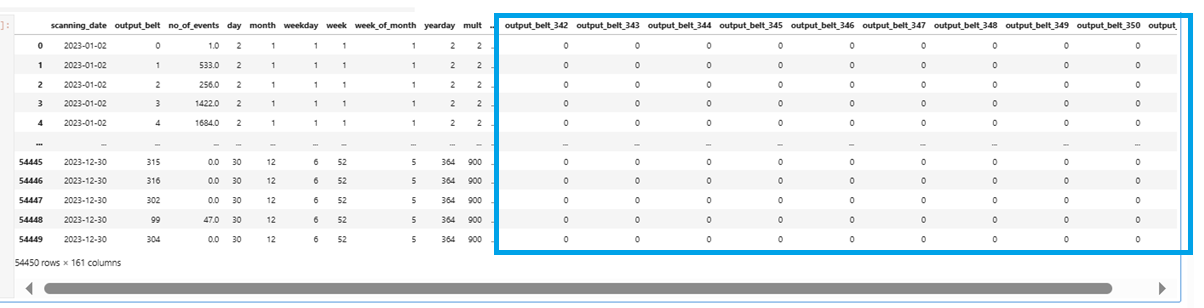 ]:
scanning_date output_belt no_of_events day month weekday week week_of_month yearday mult ... output_belt_342 output_belt_343 output_belt_344 output_belt_345 output_belt_346 output_belt_347 output_belt_348 output_belt_349 output_belt_350 output_
0 2023-01-02 0 1.0 2 1 1 1 1 2 2 ... 0 0 0 0 0 0 0 0 0
1 2023-01-02 1 533.0 2 1 1 1 1 2 2 ... 0 0 0 0 0 0 0 0 0
2 2023-01-02 2 256.0 2 1 1 1 1 2 2 ... 0 0 0 0 0 0 0 0 0
3 2023-01-02 3 1422.0 2 1 1 1 1 2 2 ... 0 0 0 0 0 0 0 0 0
4 2023-01-02 4 1684.0 2 1 1 1 1 2 2 ... 0 0 0 0 0 0 0 0 0
... ... ... ... ... ... ... ... ... ... ... ... ... ... ... ... ... ... ... ... ...
54445 2023-12-30 315 0.0 30 12 6 52 5 364 900 ... 0 0 0 0 0 0 0 0 0
54446 2023-12-30 316 0.0 30 12 6 52 5 364 900 ... 0 0 0 0 0 0 0 0 0
54447 2023-12-30 302 0.0 30 12 6 52 5 364 900 ... 0 0 0 0 0 0 0 0 0
54448 2023-12-30 99 47.0 30 12 6 52 5 364 900 ... 0 0 0 0 0 0 0 0 0
54449 2023-12-30 304 0.0 30 12 6 52 5 364 900 ... 0 0 0 0 0 0 0 0 0
54450 rows × 161 columns